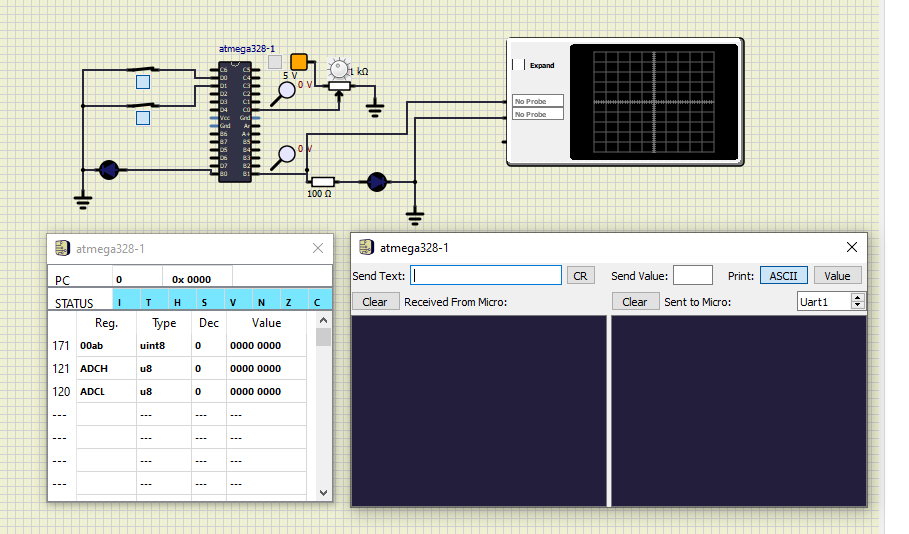 atmega328-1
5 V
0 V
1 kΩ
C6 C5
D0 C4
D1 C3
D2 C2
D3 C1
D4 C0
Vcc Gnd
Gnd Ar
B6 A+
B7 B5
D5 B4
D6 B3
D7 B2
B0 B1
0 V
100 Ω
Expand
No Probe
No Probe
atmega328-1
PC 0 0x 0000
STATUS I T H S V N Z C
Reg. Type Dec Value
171 00ab uint8 0 0000 0000
121 ADCH u8 0 0000 0000
120 ADCL u8 0 0000 0000
--- --- --- ---
--- --- --- ---
--- --- --- ---
--- --- --- ---
atmega328-1
Send Text: CR Send Value: Print: ASCII Value
Clear Received From Micro: Clear Sent to Micro: Uart1